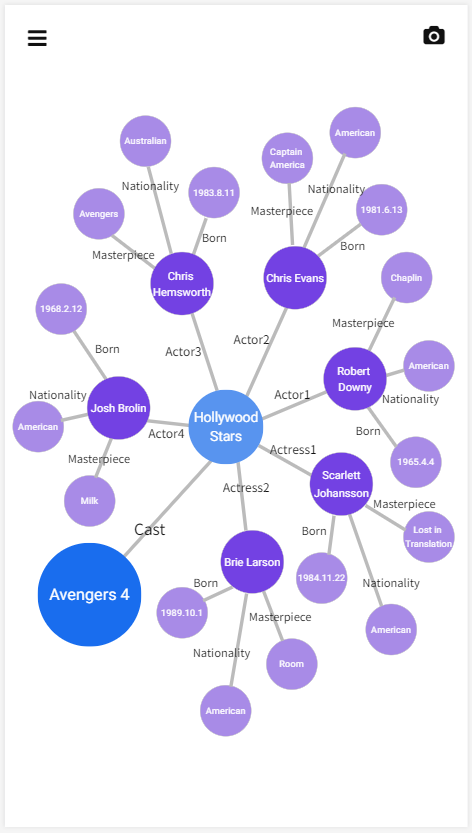 Australian
American
Captain
America
Nationality
Nationality
1983.8.11
1981.6.13
Avengers
Masterpiece
Born
Born
Masterpiece
Chris
Hemsworth
Chris Evans
Chaplin
1968.2.12
Masterpiece
Actor2
Born
Actor3
American
Robert
Downy
Nationality
Actor1
Nationality
Josh Brolin
Hollywood
Stars
American
Actor4
Born
Actress1
Masterpiece
1965.4.4
Scarlett
Johansson
Actress2
Milk
Masterpiece
Cast
Born
Lost in
Translation
Brie Larson
1984.11.22
Born
Nationality
Avengers 4
1989.10.1
Masterpiece
American
Nationality
Room
American